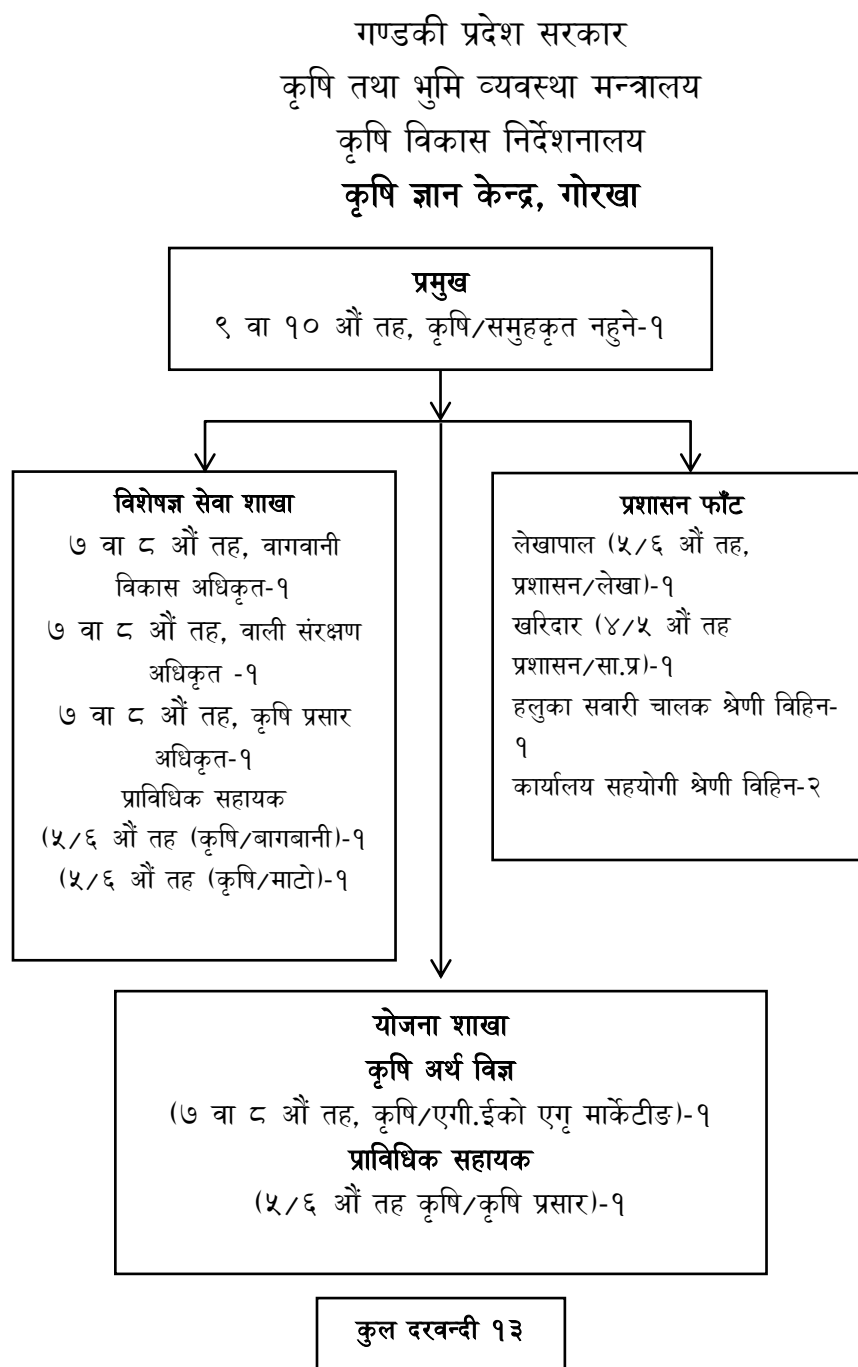 गण्डकी प्रदेश सरकार
कृषि तथा भुमि व्यवस्था मन्त्रालय
कृषि विकास निर्देशनालय
कृषि ज्ञान केन्द्र, गोरखा
प्रमुख
९ वा १० औं तह, कृषि/समुहकृत नहुने-१
विशेषज्ञ सेवा शाखा
७ वा ८ औं तह, वागवानी
विकास अधिकृत-१
७ वा ८ औं तह, वाली संरक्षण
अधिकृत -१
७ वा ८ औं तह, कृषि प्रसार
अधिकृत-१
प्राविधिक सहायक
(५/६ औं तह (कृषि/बागबानी)-१
(५/६ औं तह (कृषि/माटो)-१
प्रशासन फाँट
लेखापाल (५/६ औं तह,
प्रशासन/लेखा)-१
खरिदार (४/५ औं तह
प्रशासन/सा.प्र)-१
हलुका सवारी चालक श्रेणी विहिन-
१
कार्यालय सहयोगी श्रेणी विहिन-२
योजना शाखा
कृषि अर्थ विज्ञ
(७ वा ८ औं तह, कृषि/एगी.ईको एगृ मार्केटीङ)-१
प्राविधिक सहायक
(५/६ औं तह कृषि/कृषि प्रसार)-१
कुल दरवन्दी १३